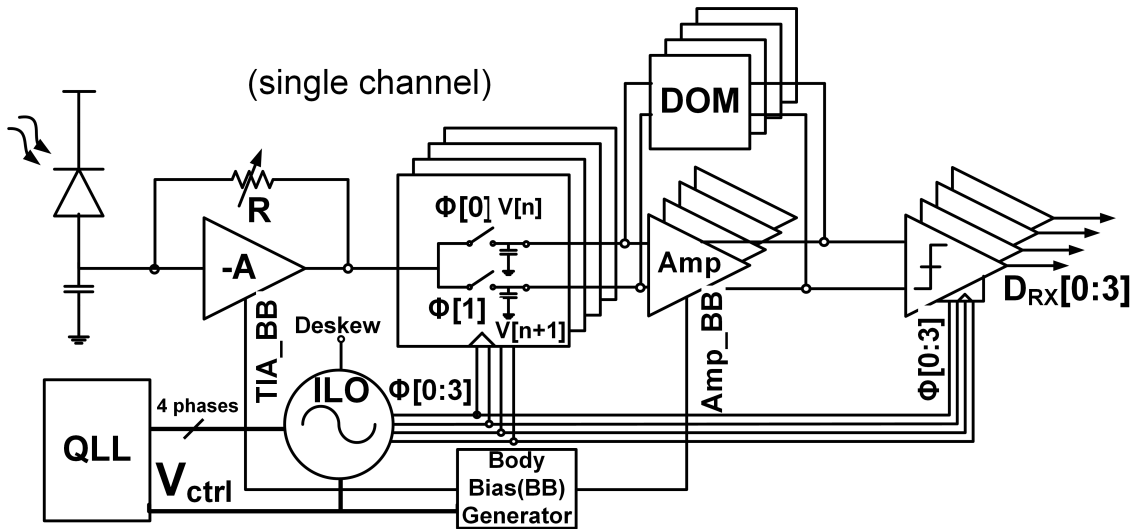 (single channel)
DOM
R
Φ[0] V[n]
-A
Amp
Φ[1]
V[n+1]
DRX[0:3]
Deskew
TIA_BB
Amp_BB
Φ[0:3]
ILO
Φ[0:3]
4 phases
QLL
Vctrl
Body
Bias(BB)
Generator